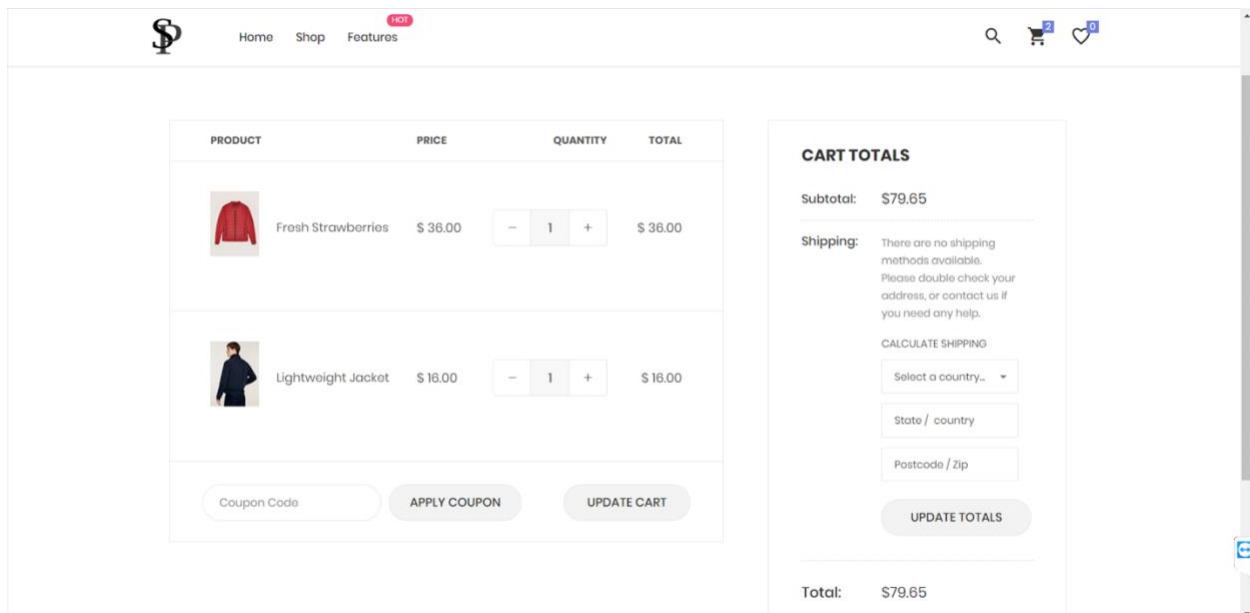 SP
HOT
Home Shop Features
2 0
PRODUCT PRICE QUANTITY TOTAL
Fresh Strawberries $ 36.00 − 1 + $ 36.00
Lightweight Jacket $ 16.00 − 1 + $ 16.00
Coupon Code APPLY COUPON UPDATE CART
CART TOTALS
Subtotal: $79.65
Shipping: There are no shipping
methods available.
Please double check your
address, or contact us if
you need any help.
CALCULATE SHIPPING
Select a country...
State / country
Postcode / Zip
UPDATE TOTALS
Total: $79.65